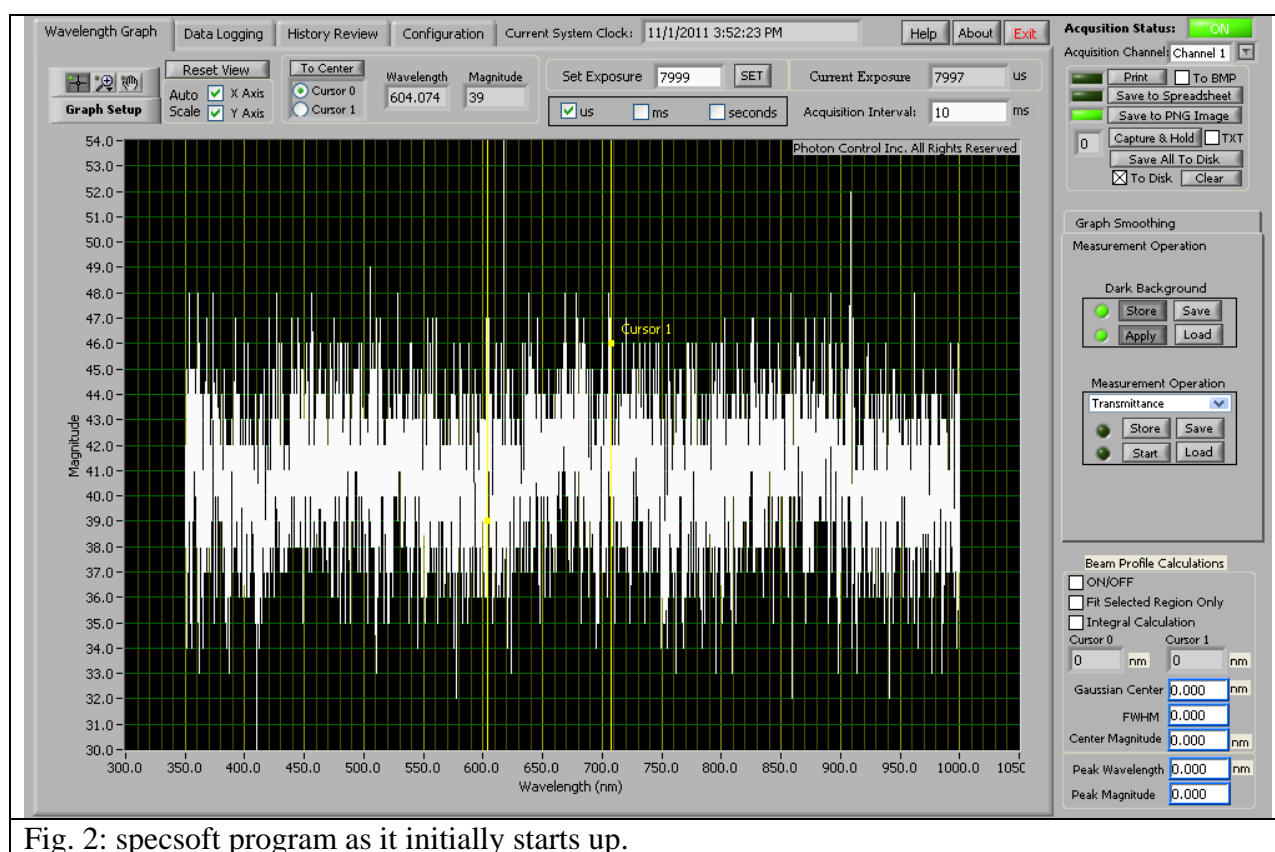 Wavelength Graph Data Logging History Review Configuration Current System Clock: 11/1/2011 3:52:23 PM Help About Exit
Acqusition Status: ON
Acquisition Channel: Channel 1
Reset View
Auto Scale
X Axis
Y Axis
Graph Setup
To Center
Cursor 0
Cursor 1
Wavelength Magnitude
604.074 39
Set Exposure 7999 SET
us ms seconds
Current Exposure 7997 us
Acquisition Interval: 10 ms
Print To BMP
Save to Spreadsheet
Save to PNG Image
0 Capture & Hold TXT
Save All To Disk
To Disk Clear
Photon Control Inc. All Rights Reserved
54.0
53.0
52.0
51.0
50.0
49.0
48.0
47.0
46.0
45.0
44.0
43.0
42.0
41.0
40.0
39.0
38.0
37.0
36.0
35.0
34.0
33.0
32.0
31.0
30.0
Magnitude
Cursor 1
300.0 350.0 400.0 450.0 500.0 550.0 600.0 650.0 700.0 750.0 800.0 850.0 900.0 950.0 1000.0 105C
Wavelength (nm)
Graph Smoothing
Measurement Operation
Dark Background
Store Save
Apply Load
Measurement Operation
Transmittance
Store Save
Start Load
Beam Profile Calculations
ON/OFF
Fit Selected Region Only
Integral Calculation
Cursor 0 Cursor 1
0 nm 0 nm
Gaussian Center 0.000 nm
FWHM 0.000
Center Magnitude 0.000 nm
Peak Wavelength 0.000 nm
Peak Magnitude 0.000
Fig. 2: specsoft program as it initially starts up.